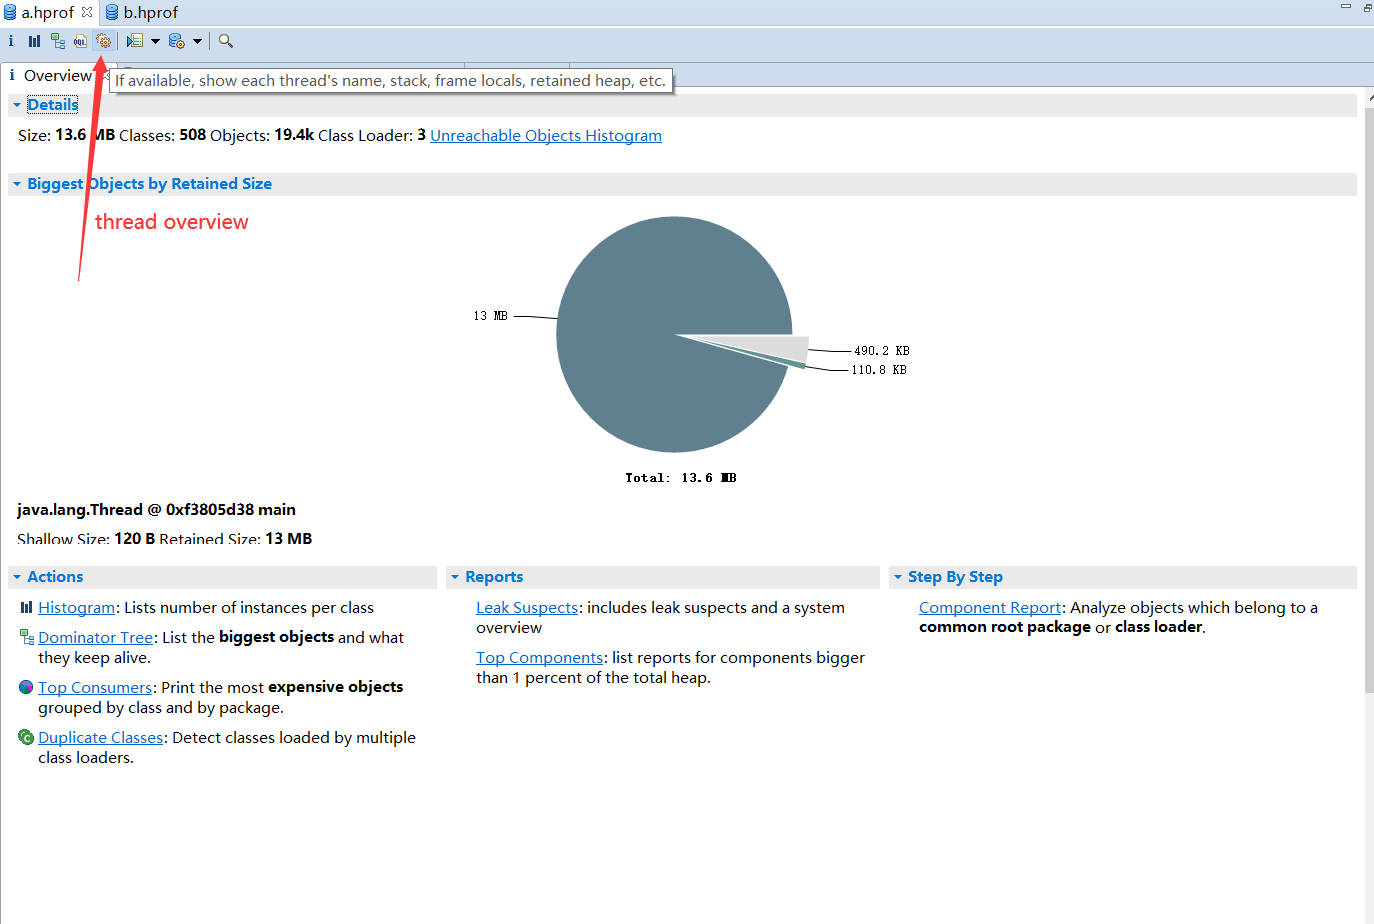 a.hprof b.hprof
i OQL
i Overview
If available, show each thread's name, stack, frame locals, retained heap, etc.
Details
Size: 13.6 MB Classes: 508 Objects: 19.4k Class Loader: 3 Unreachable Objects Histogram
Biggest Objects by Retained Size
thread overview
13 MB
490.2 KB
110.8 KB
Total: 13.6 MB
java.lang.Thread @ 0xf3805d38 main
Shallow Size: 120 B Retained Size: 13 MB
Actions
Histogram: Lists number of instances per class
Dominator Tree: List the biggest objects and what
they keep alive.
Top Consumers: Print the most expensive objects
grouped by class and by package.
Duplicate Classes: Detect classes loaded by multiple
class loaders.
Reports
Leak Suspects: includes leak suspects and a system
overview
Top Components: list reports for components bigger
than 1 percent of the total heap.
Step By Step
Component Report: Analyze objects which belong to a
common root package or class loader.